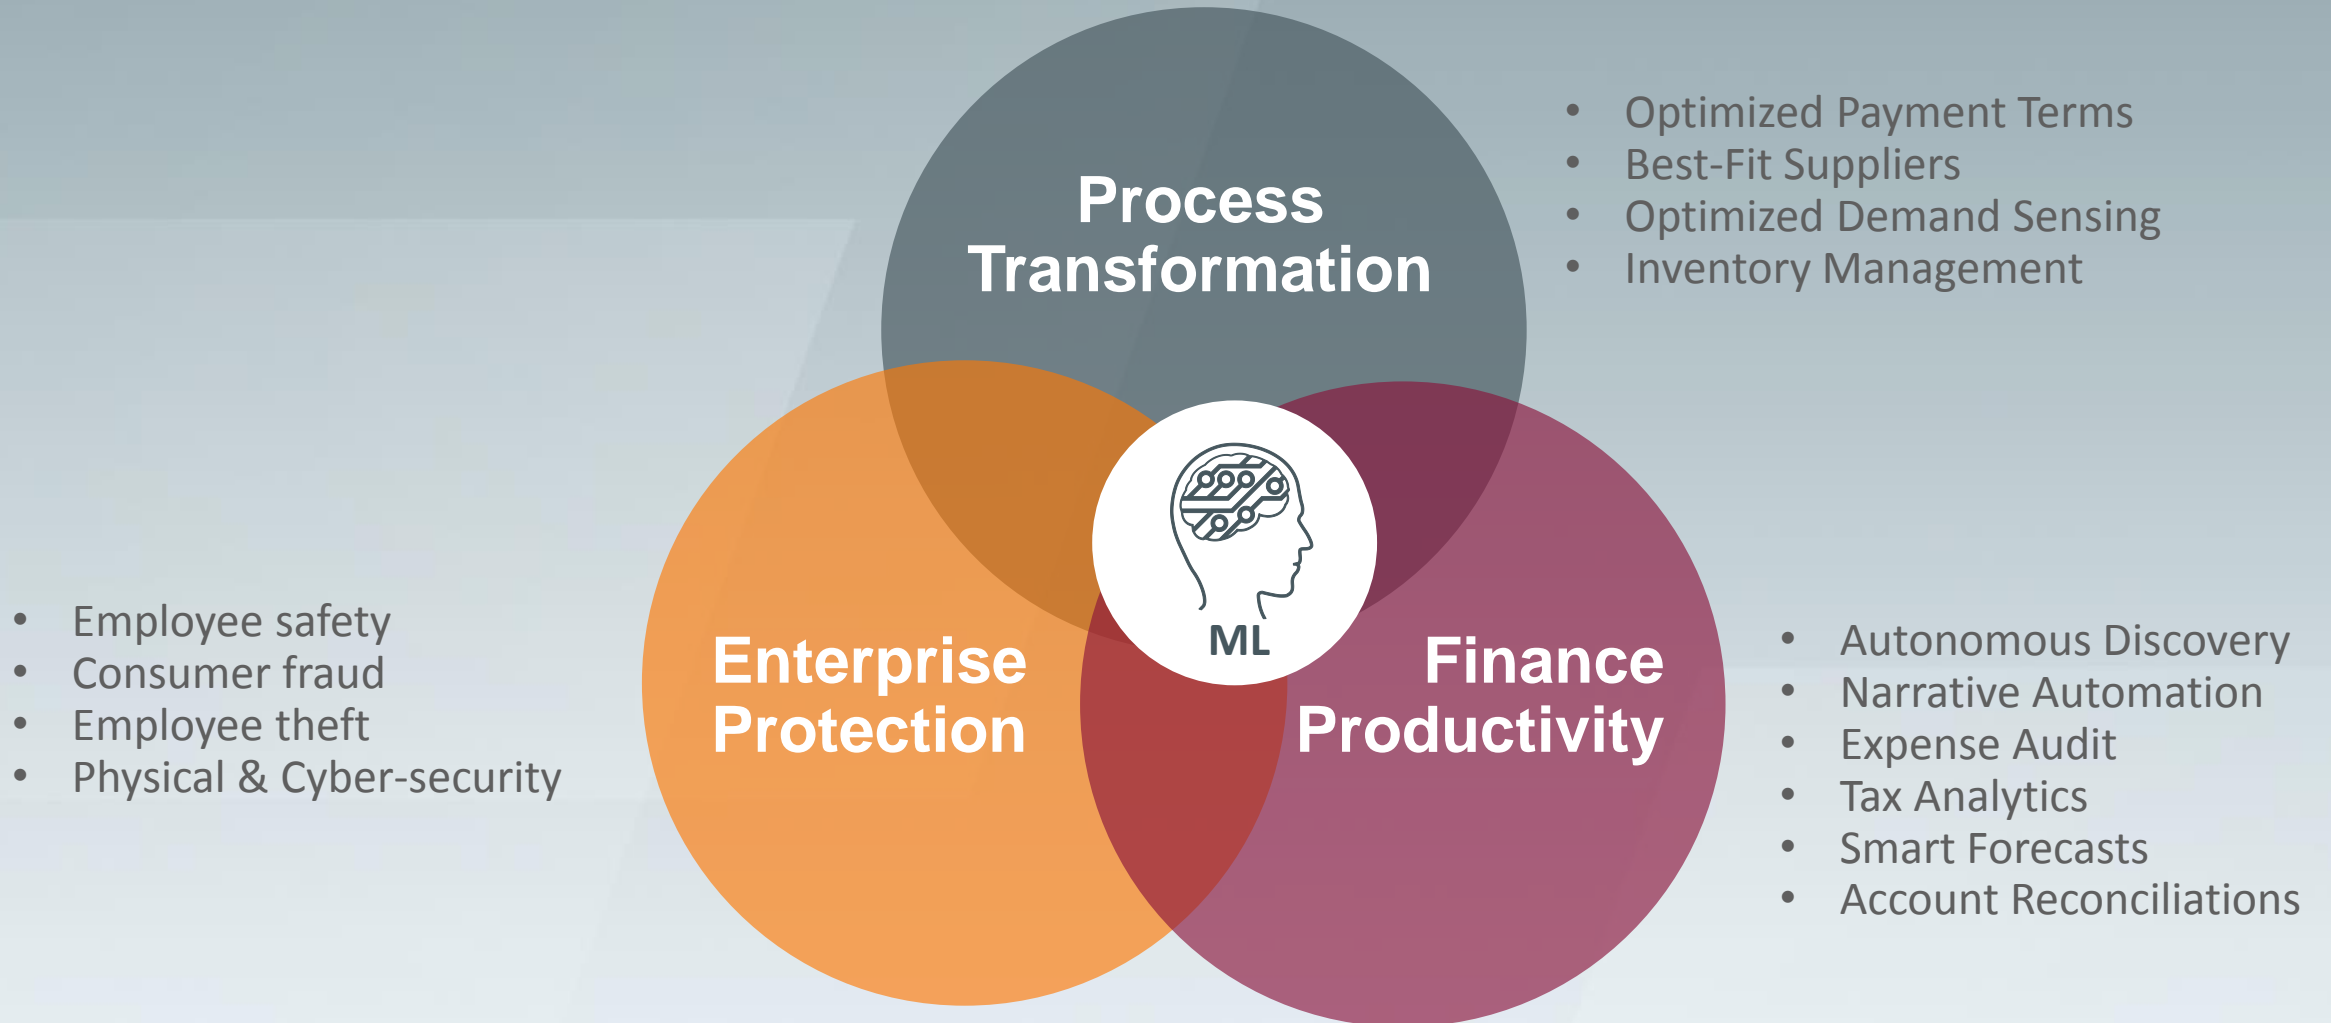 Process
Transformation
• Optimized Payment Terms
• Best-Fit Suppliers
• Optimized Demand Sensing
• Inventory Management
ML
Enterprise
Protection
• Employee safety
• Consumer fraud
• Employee theft
• Physical & Cyber-security
Finance
Productivity
• Autonomous Discovery
• Narrative Automation
• Expense Audit
• Tax Analytics
• Smart Forecasts
• Account Reconciliations